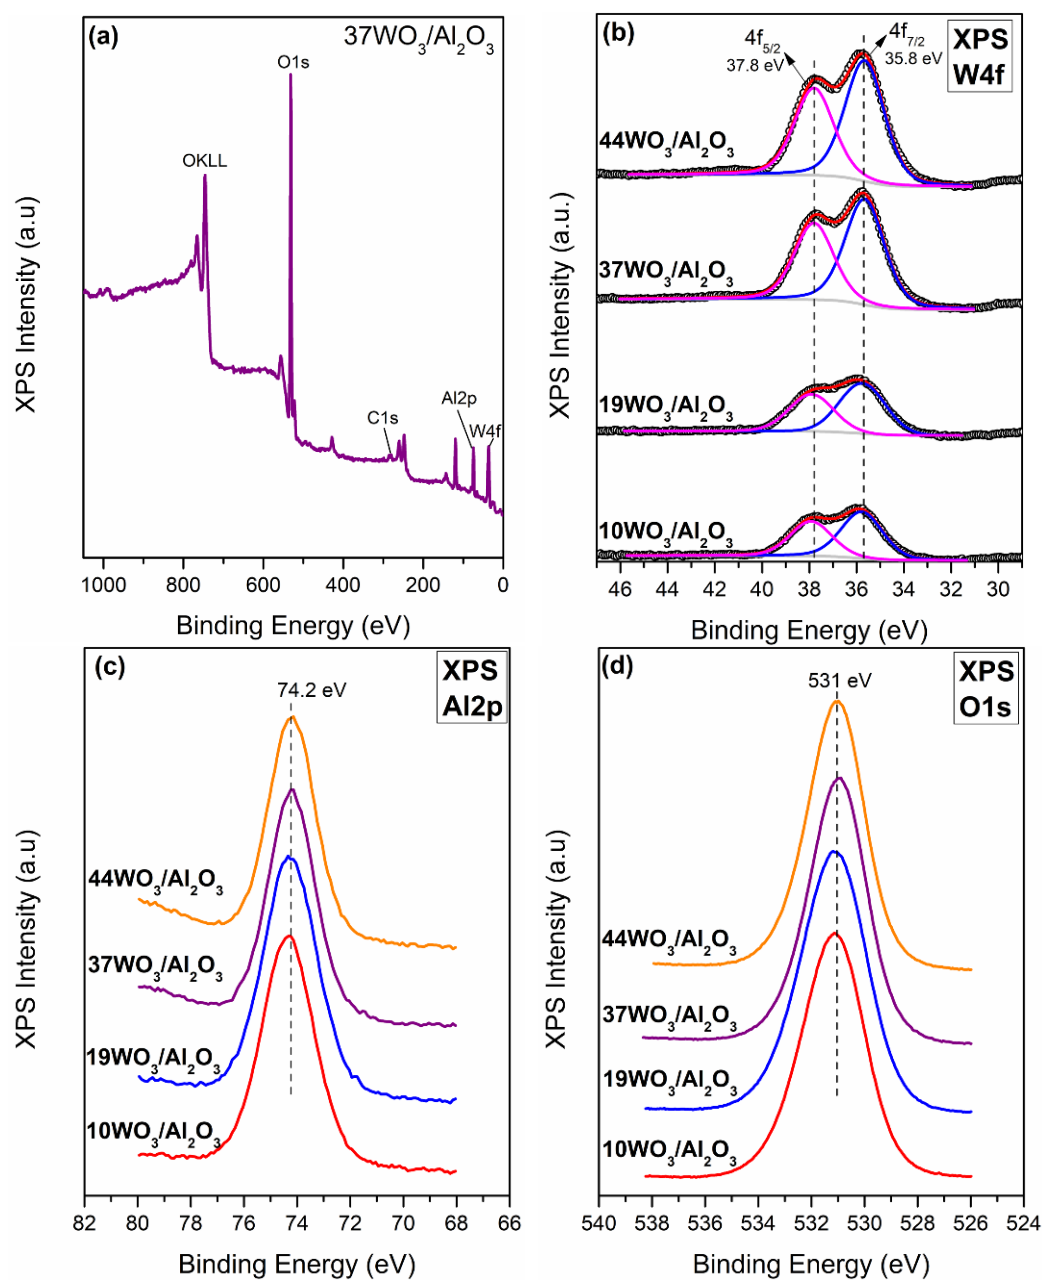 (a)
37WO₃/Al₂O₃
O1s
OKLL
C1s
Al2p
W4f
XPS Intensity (a.u)
1000 800 600 400 200 0
Binding Energy (eV)
(b)
4f₅/₂
37.8 eV
4f₇/₂
35.8 eV
XPS
W4f
44WO₃/Al₂O₃
37WO₃/Al₂O₃
19WO₃/Al₂O₃
10WO₃/Al₂O₃
XPS Intensity (a.u.)
46 44 42 40 38 36 34 32 30
Binding Energy (eV)
(c)
XPS
Al2p
74.2 eV
44WO₃/Al₂O₃
37WO₃/Al₂O₃
19WO₃/Al₂O₃
10WO₃/Al₂O₃
XPS Intensity (a.u)
82 80 78 76 74 72 70 68 66
Binding Energy (eV)
(d)
XPS
O1s
531 eV
44WO₃/Al₂O₃
37WO₃/Al₂O₃
19WO₃/Al₂O₃
10WO₃/Al₂O₃
XPS Intensity (a.u)
540 538 536 534 532 530 528 526 524
Binding Energy (eV)